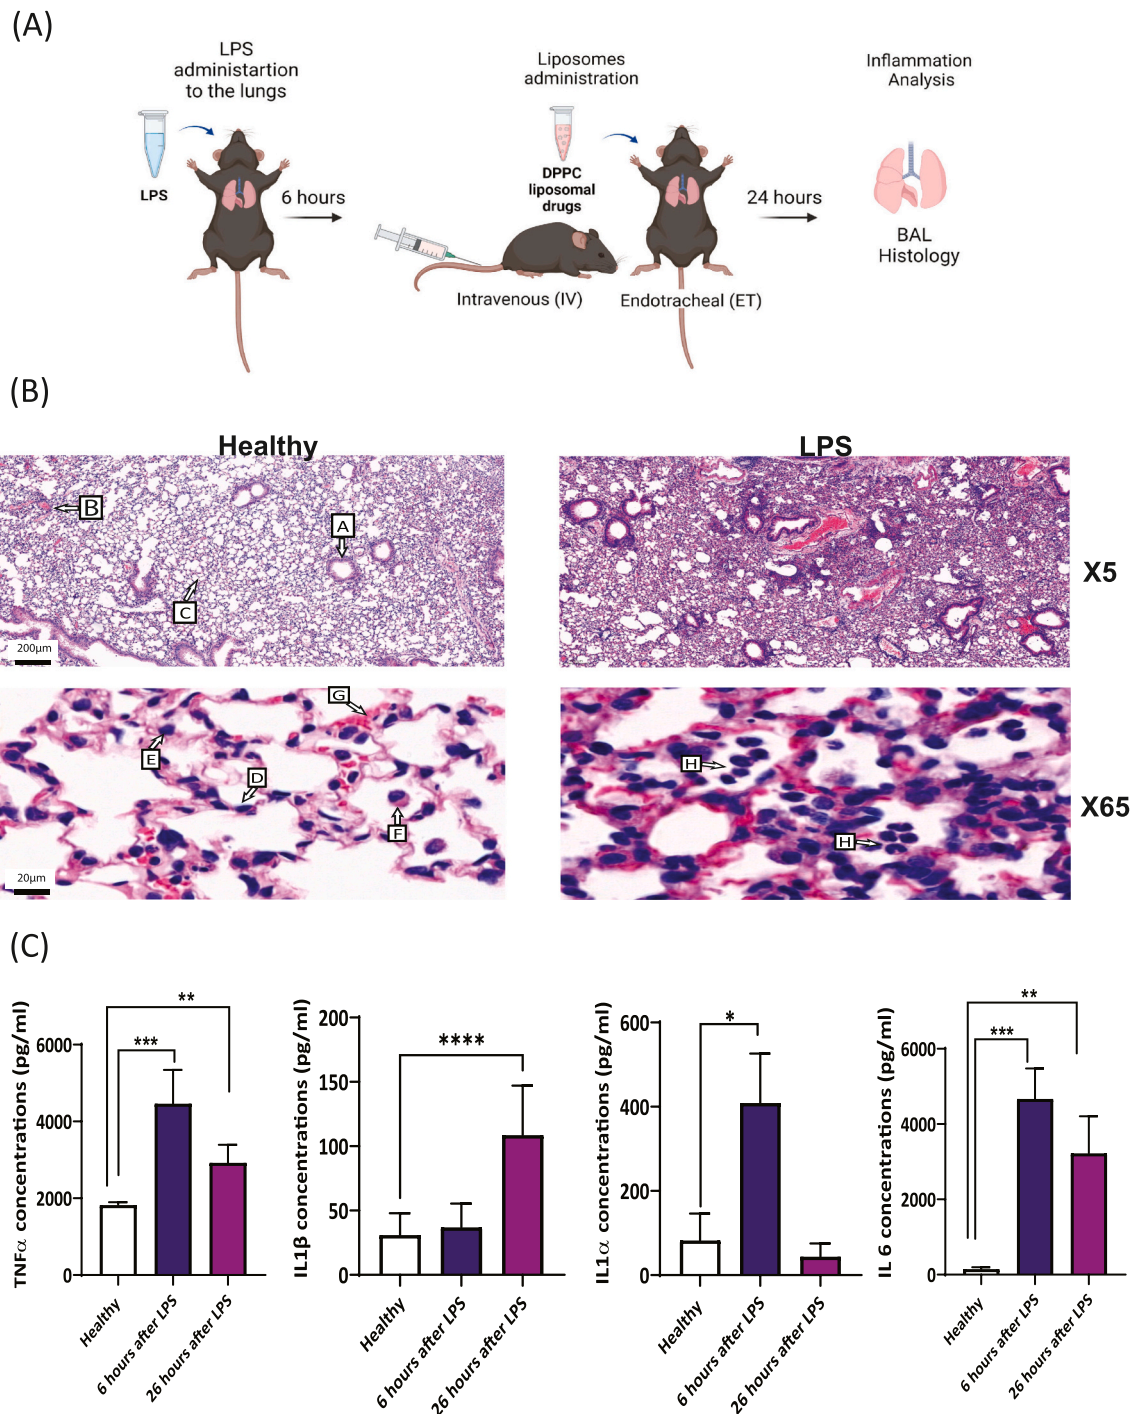 (A)
LPS
administartion
to the lungs
LPS
6 hours
Liposomes
administration
DPPC
liposomal
drugs
Intravenous (IV)
Endotracheal (ET)
24 hours
Inflammation
Analysis
BAL
Histology
(B)
Healthy
LPS
B
A
C
200µm
X5
G
E
D
F
20µm
H
H
X65
(C)
TNFα concentrations (pg/ml)
6000
4000
2000
0
**
***
Healthy
6 hours after LPS
26 hours after LPS
IL1β concentrations (pg/ml)
200
150
100
50
0
****
Healthy
6 hours after LPS
26 hours after LPS
IL1α concentrations (pg/ml)
600
400
200
0
*
Healthy
6 hours after LPS
26 hours after LPS
IL 6 concentrations (pg/ml)
6000
4000
2000
0
**
***
Healthy
6 hours after LPS
26 hours after LPS